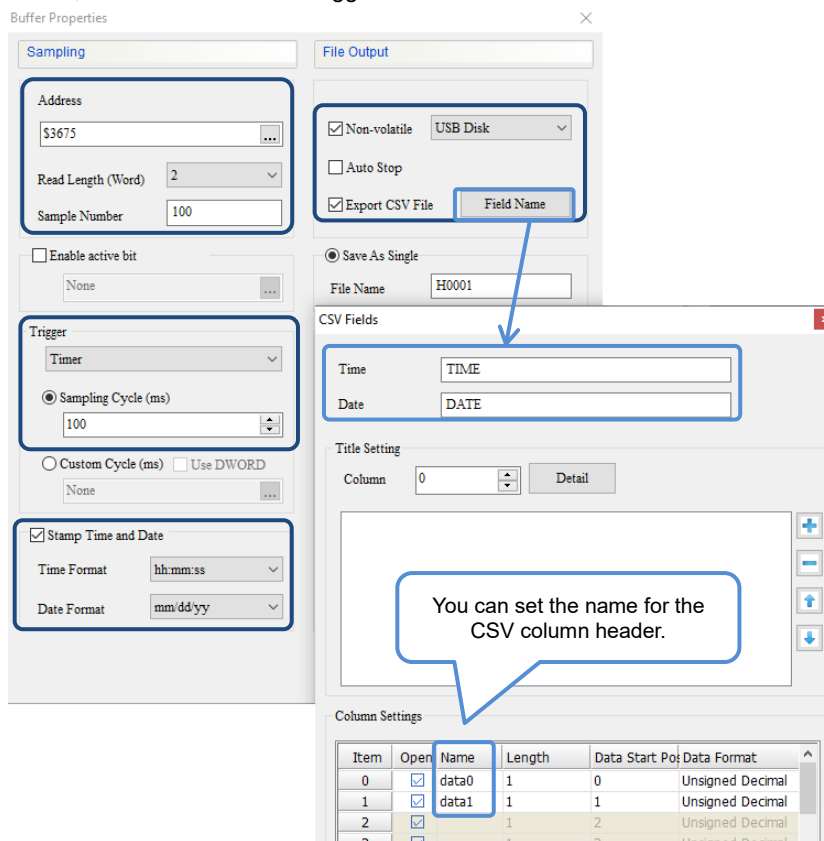 Buffer Properties
Sampling
Address
$3675
...
Read Length (Word) 2
Sample Number 100
Enable active bit
None
...
Trigger
Timer
Sampling Cycle (ms)
100
Custom Cycle (ms) Use DWORD
None
...
Stamp Time and Date
Time Format hh:mm:ss
Date Format mm/dd/yy
File Output
Non-volatile USB Disk
Auto Stop
Export CSV File Field Name
Save As Single
File Name H0001
CSV Fields
Time TIME
Date DATE
Title Setting
Column 0 Detail
You can set the name for the
CSV column header.
Column Settings
Item Open Name Length Data Start Pos Data Format
0 data0 1 0 Unsigned Decimal
1 data1 1 1 Unsigned Decimal
2 1 2 Unsigned Decimal